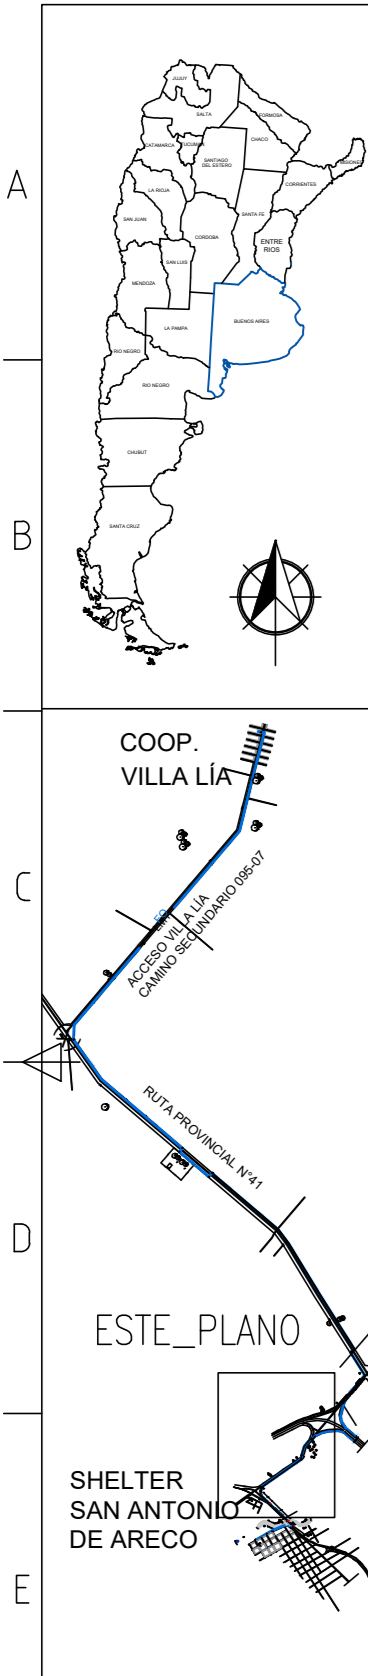 A
JUJUY
SALTA
FORMOSA
CATAMARCA
TUCUMAN
SANTIAGO
DEL ESTERO
CHACO
MISIONES
LA RIOJA
CORRIENTES
SAN JUAN
SANTA FE
CORDOBA
ENTRE
RIOS
SAN LUIS
MENDOZA
BUENOS AIRES
LA PAMPA
RIO NEGRO
RIO NEGRO
B
CHUBUT
SANTA CRUZ
COOP.
VILLA LÍA
C
ACCESO VILLA LÍA
CAMINO SECUNDARIO 095-07
RUTA PROVINCIAL N°41
D
ESTE_PLANO
SHELTER
SAN ANTONIO
DE ARECO
E